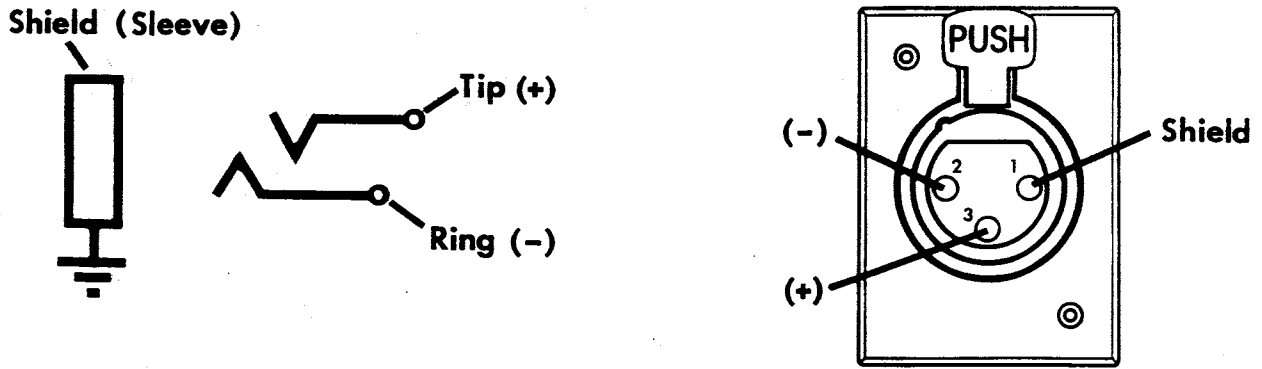 Shield (Sleeve)
Tip (+)
Ring (-)
PUSH
(-)
Shield
2
1
3
(+)